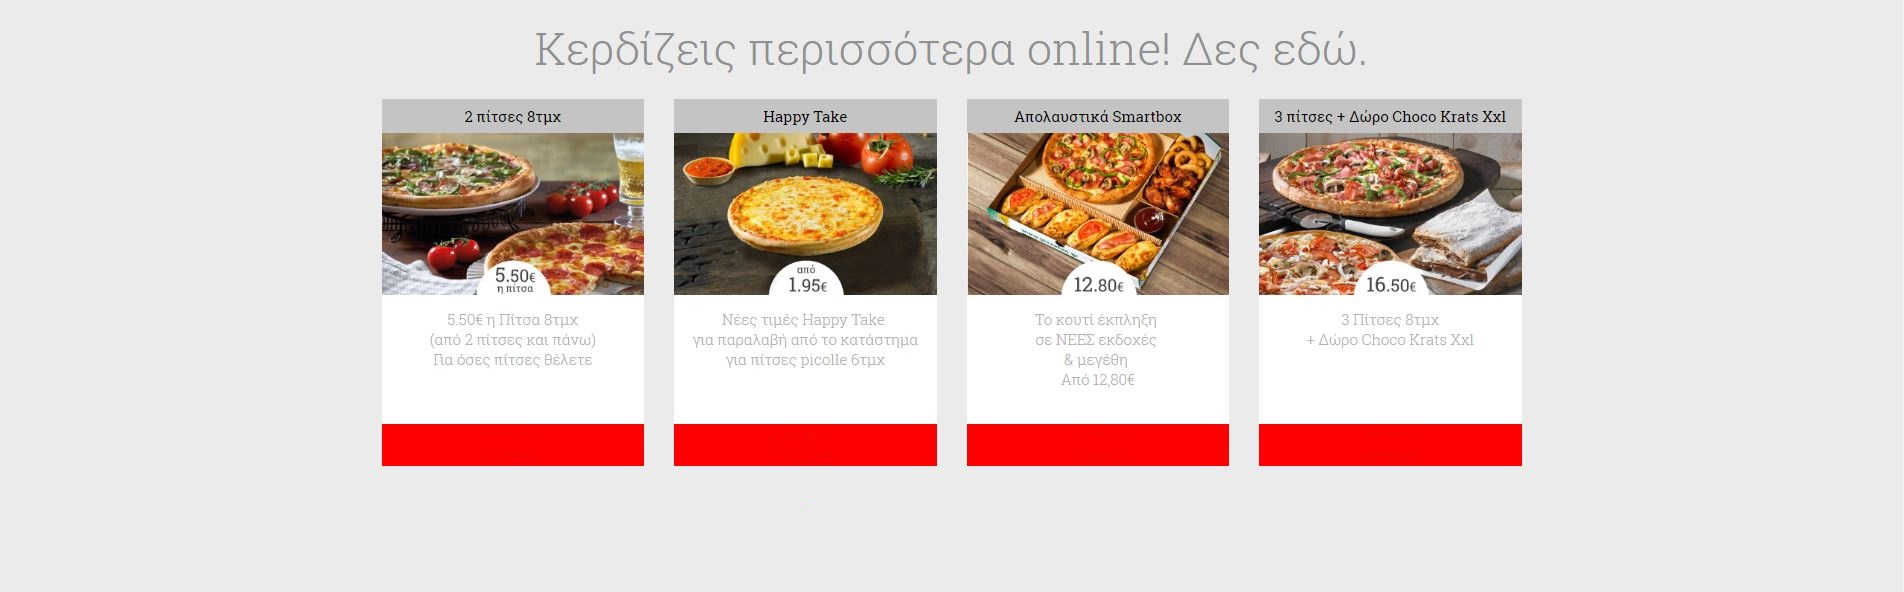 Κερδίζεις περισσότερα online! Δες εδώ.
2 πίτσες 8τμχ
5.50€
η πίτσα
5.50€ η Πίτσα 8τμχ
(από 2 πίτσες και πάνω)
Για όσες πίτσες θέλετε
Happy Take
από
1.95€
Νέες τιμές Happy Take
για παραλαβή από το κατάστημα
για πίτσες picolle 6τμχ
Απολαυστικά Smartbox
12.80€
Το κουτί έκπληξη
σε ΝΕΕΣ εκδοχές
& μεγέθη
Από 12,80€
3 πίτσες + Δώρο Choco Krats Xxl
16.50€
3 Πίτσες 8τμχ
+ Δώρο Choco Krats Xxl